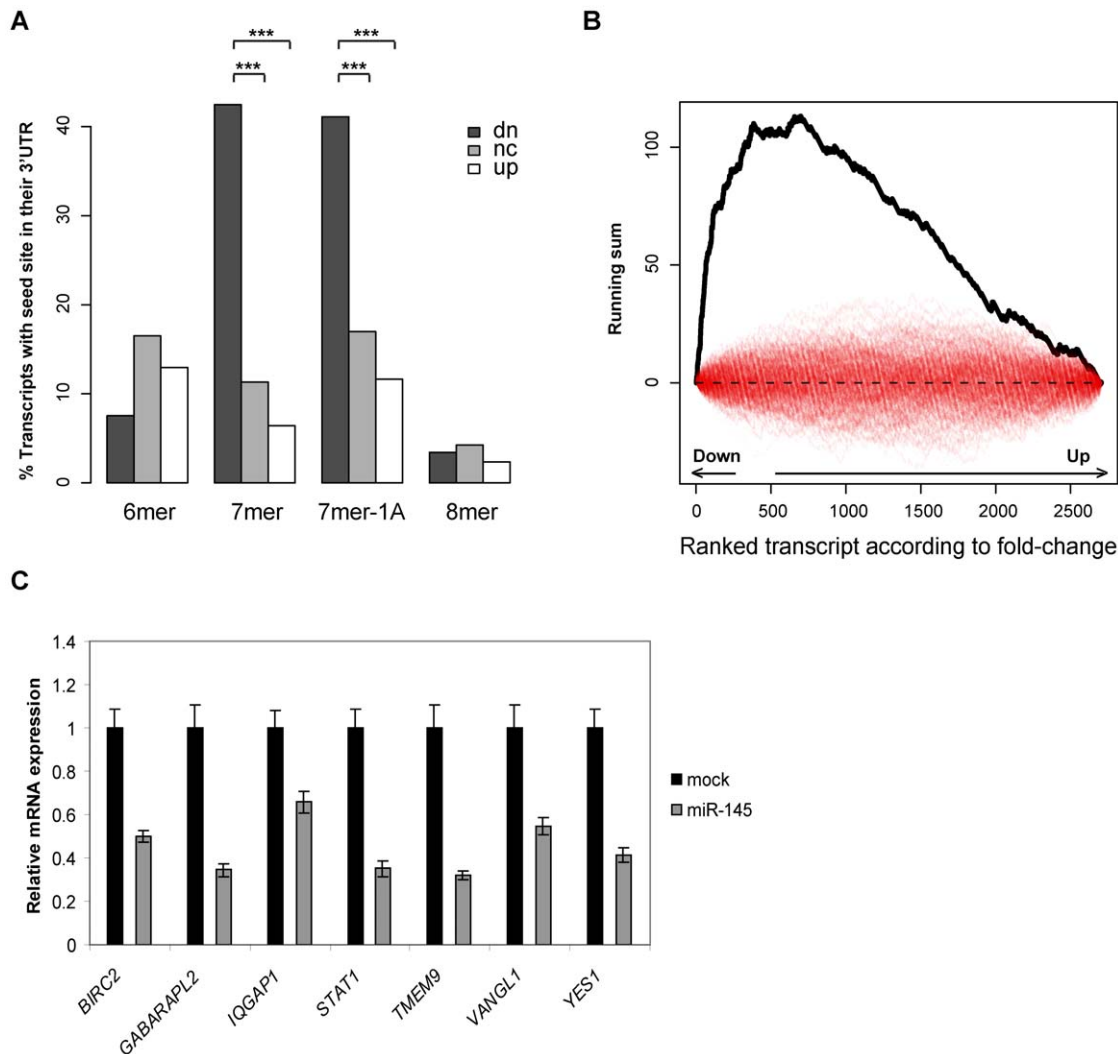 A
*** ***
*** ***
% Transcripts with seed site in their 3'UTR
40
30
20
10
0
dn
nc
up
6mer 7mer 7mer-1A 8mer
B
Running sum
100
50
0
Down Up
0 500 1000 1500 2000 2500
Ranked transcript according to fold-change
C
Relative mRNA expression
1.4
1.2
1
0.8
0.6
0.4
0.2
0
mock
miR-145
BIRC2 GABARAPL2 IQGAP1 STAT1 TMEM9 VANGL1 YES1